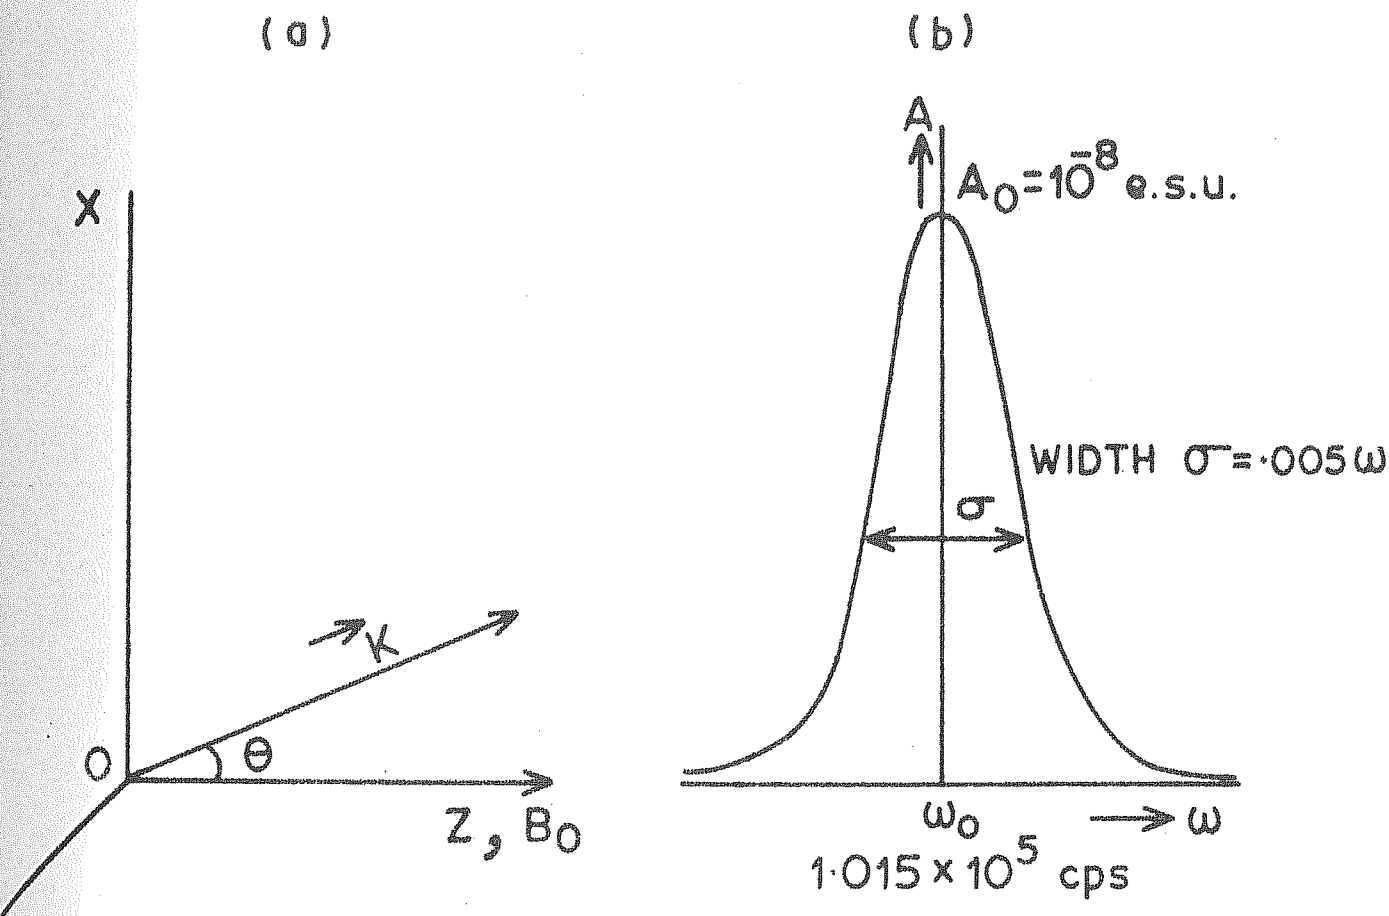 (a)
X
O
K
θ
Z, B₀
(b)
A
A₀=10⁻⁸ e.s.u.
WIDTH σ=·005ω
σ
ω₀
ω
1·015×10⁵ cps